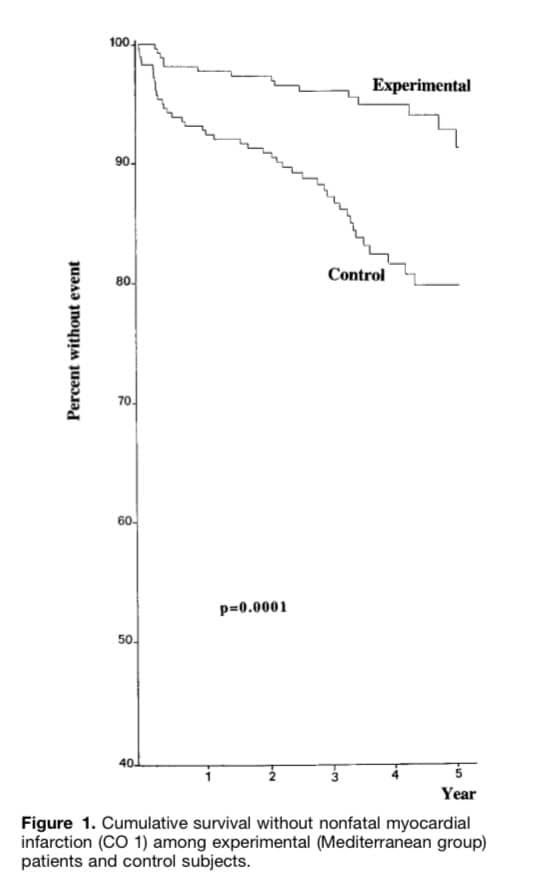 100
Experimental
90
Control
80
Percent without event
70
60
p=0.0001
50
40
1 2 3 4 5
Year
Figure 1. Cumulative survival without nonfatal myocardial
infarction (CO 1) among experimental (Mediterranean group)
patients and control subjects.